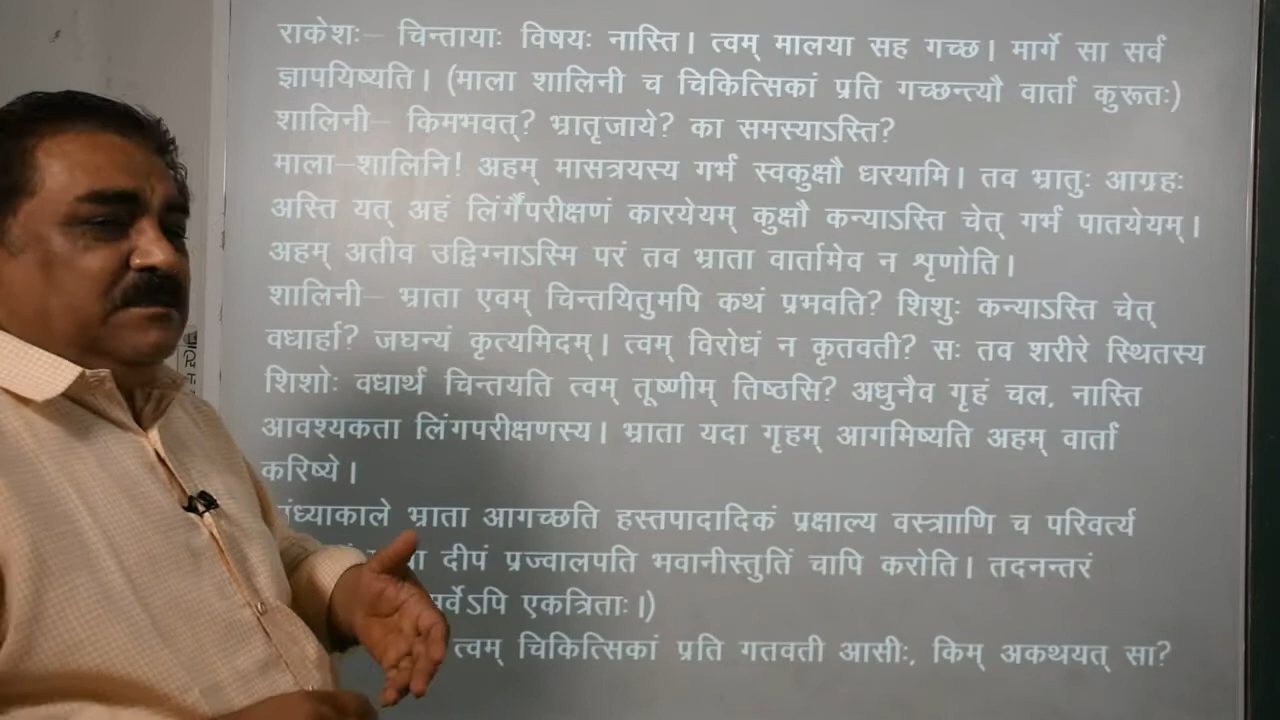 राकेशः– चिन्तायाः विषयः नास्ति। त्वम् मालया सह गच्छ। मार्गे सा सर्वं
ज्ञापयिष्यति। (माला शालिनी च चिकित्सिकां प्रति गच्छन्त्यौ वार्तां कुरूतः)
शालिनी– किमभवत्? भ्रातृजाये? का समस्याऽस्ति?
माला–शालिनि! अहम् मासत्रयस्य गर्भं स्वकुक्षौ धरयामि। तव भ्रातुः आग्रहः
अस्ति यत् अहं लिंगँपरीक्षणं कारयेयम् कुक्षौ कन्याऽस्ति चेत् गर्भं पातयेयम्।
अहम् अतीव उद्विग्नाऽस्मि परं तव भ्राता वार्तामेव न श्रृणोति।
शालिनी– भ्राता एवम् चिन्तयितुमपि कथं प्रभवति? शिशुः कन्याऽस्ति चेत्
वधार्हा? जघन्यं कृत्यमिदम्। त्वम् विरोधं न कृतवती? सः तव शरीरे स्थितस्य
शिशोः वधार्थं चिन्तयति त्वम् तूष्णीम् तिष्ठसि? अधुनैव गृहं चल, नास्ति
आवश्यकता लिंगपरीक्षणस्य। भ्राता यदा गृहम् आगमिष्यति अहम् वार्तां
करिष्ये।
भ्राता आगच्छति हस्तपादादिकं प्रक्षाल्य वस्त्रााणि च परिवर्त्य
दीपं प्रज्वालपति भवानीस्तुतिं चापि करोति। तदनन्तरं
एकत्रिताः।)
त्वम् चिकित्सिकां प्रति गतवती आसीः, किम् अकथयत् सा?